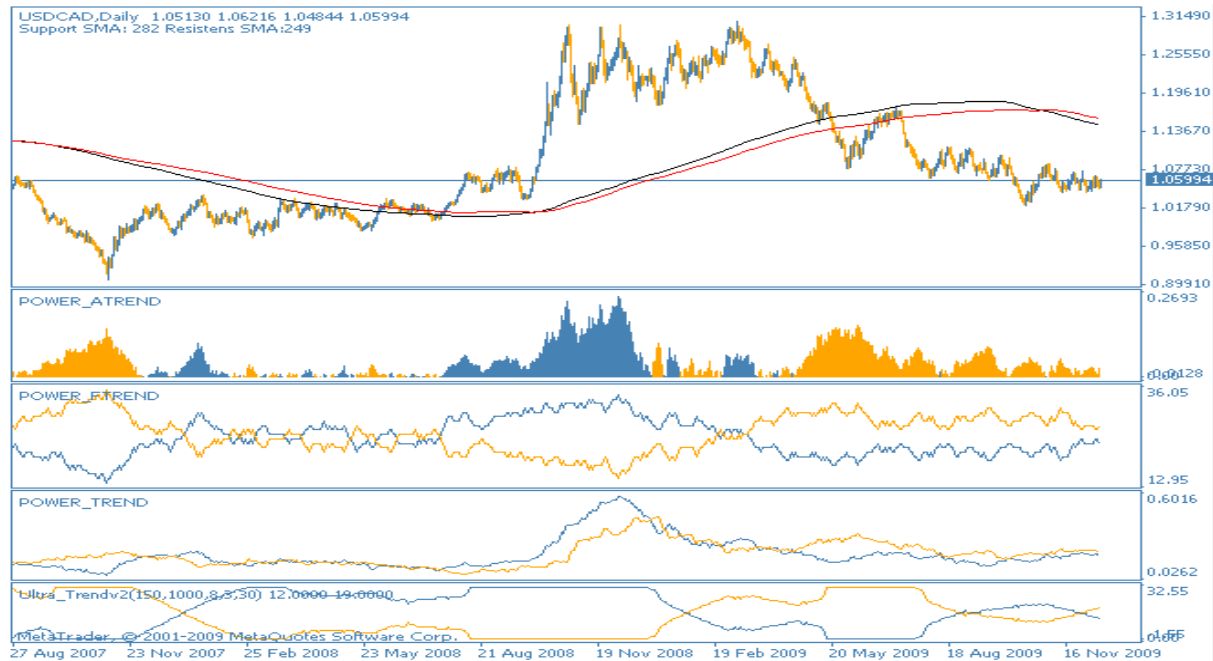 USDCAD,Daily 1.05130 1.06216 1.04844 1.05994
Support SMA: 282 Resistens SMA:249
1.31490
1.25550
1.19610
1.13670
1.07730
1.05994
1.01790
0.95850
0.89910
POWER_ATREND
0.2693
0.0128
POWER_FTREND
36.05
12.95
POWER_TREND
0.6016
0.0262
Ultra_Trendv2(150,1000,8,3,30) 12.0000 19.0000
32.55
MetaTrader, © 2001-2009 MetaQuotes Software Corp.
27 Aug 2007 23 Nov 2007 25 Feb 2008 23 May 2008 21 Aug 2008 19 Nov 2008 19 Feb 2009 20 May 2009 18 Aug 2009 16 Nov 2009